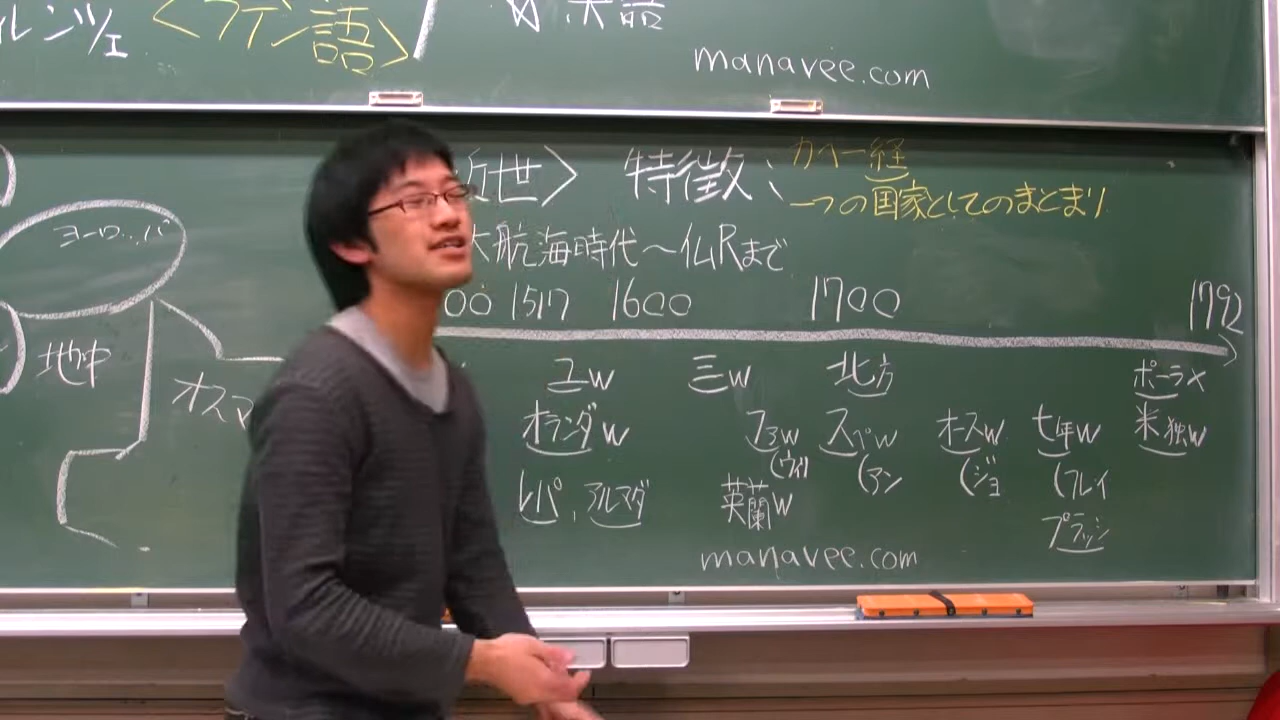 レンツェ <ラテン語>
manavee.com
近世> 特徴; カヘー経
一つの国家としてのまとまり
大航海時代〜仏Rまで
00 1517 1600 1700 1792
ヨーロッパ
地中
オスマ
ユw 三w 北方 ポーラ×
オランダw ファw スペw オースw 七年w 米独w
(ウィ (アン (ジョ (フレイ
レパ、アルマダ 英蘭w プラッシ
manavee.com